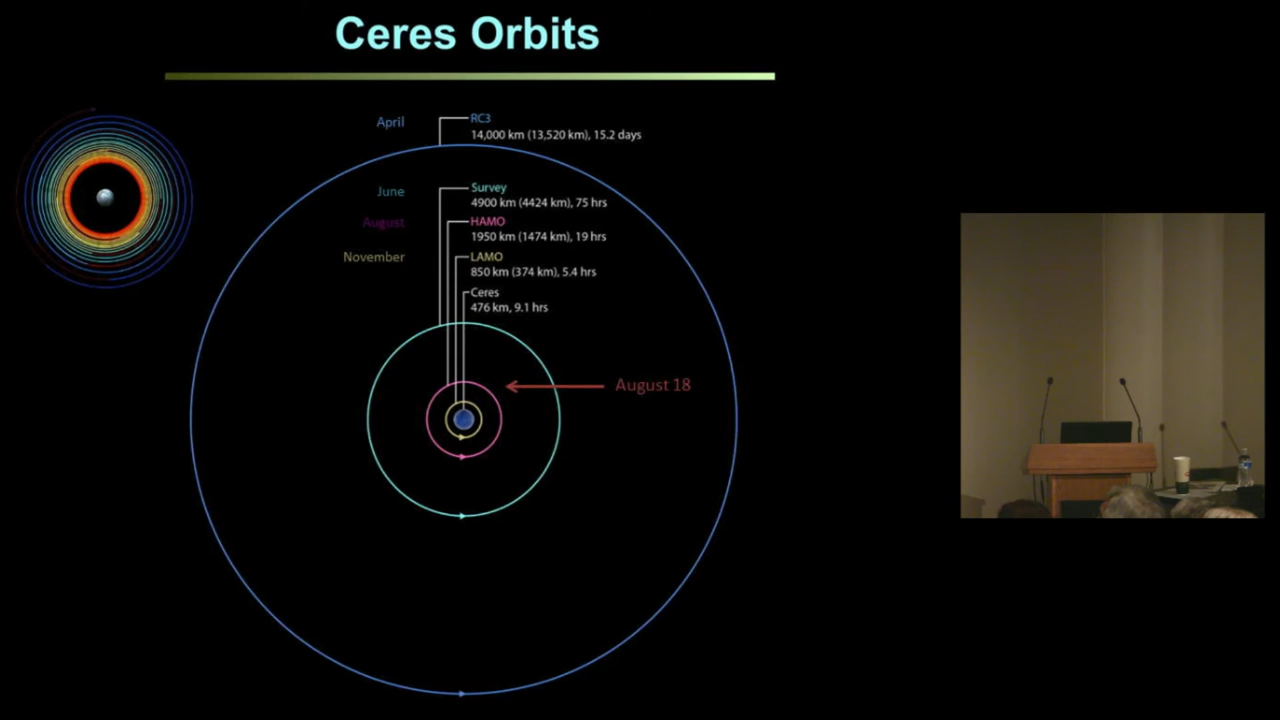 Ceres Orbits
April
RC3
14,000 km (13,520 km), 15.2 days
June
Survey
4900 km (4424 km), 75 hrs
August
HAMO
1950 km (1474 km), 19 hrs
November
LAMO
850 km (374 km), 5.4 hrs
Ceres
476 km, 9.1 hrs
August 18